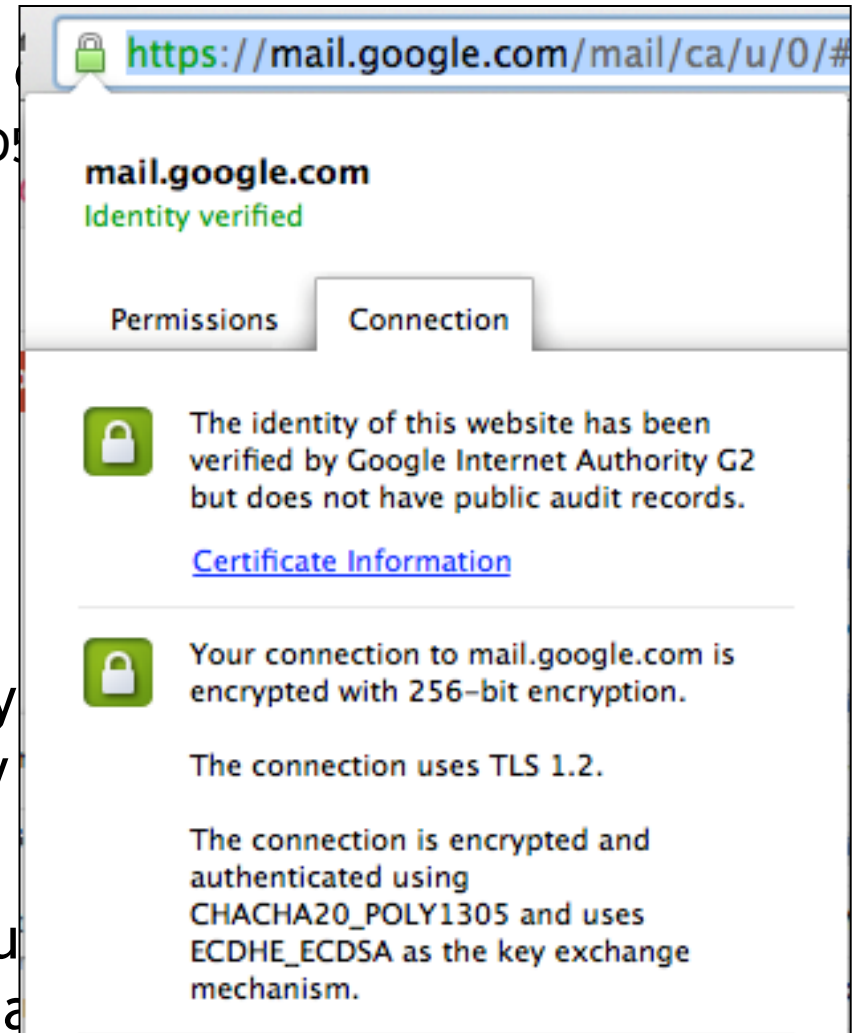 https://mail.google.com/mail/ca/u/0/#
mail.google.com
Identity verified
Permissions Connection
The identity of this website has been
verified by Google Internet Authority G2
but does not have public audit records.
Certificate Information
Your connection to mail.google.com is
encrypted with 256-bit encryption.
The connection uses TLS 1.2.
The connection is encrypted and
authenticated using
CHACHA20_POLY1305 and uses
ECDHE_ECDSA as the key exchange
mechanism.